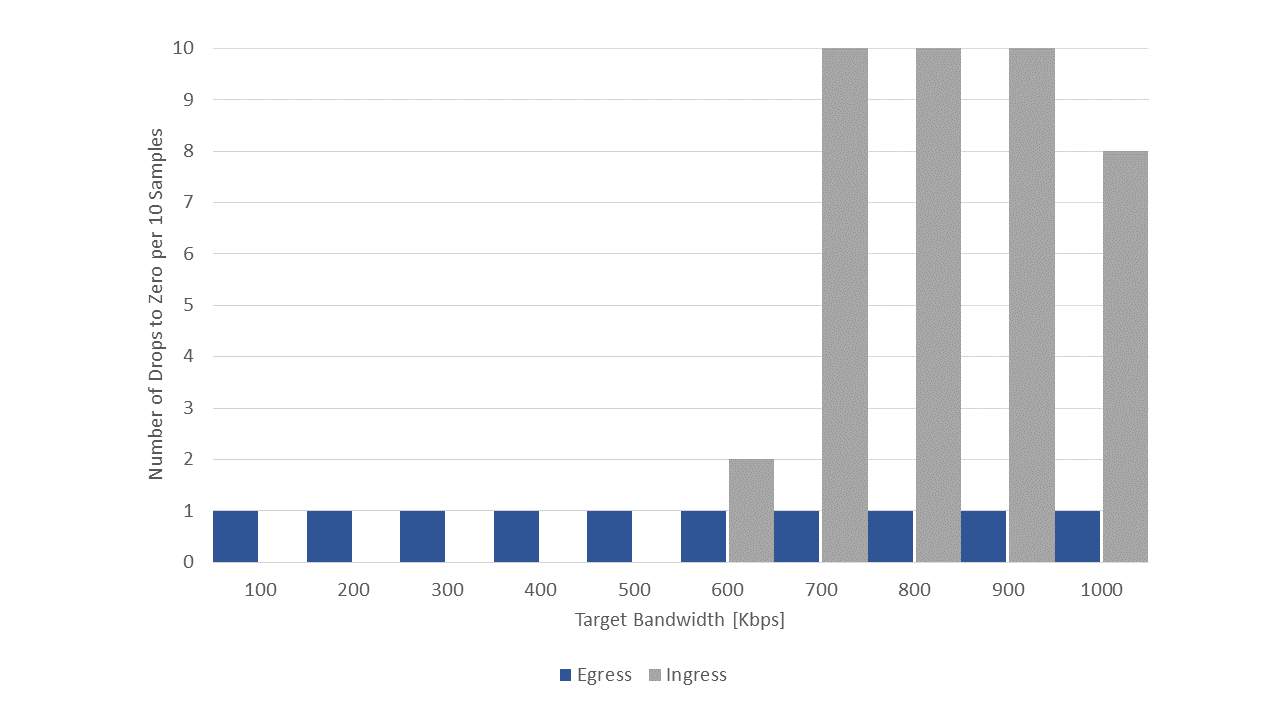 10
9
8
7
6
5
4
3
2
1
0
Number of Drops to Zero per 10 Samples
100 200 300 400 500 600 700 800 900 1000
Target Bandwidth [Kbps]
Egress Ingress